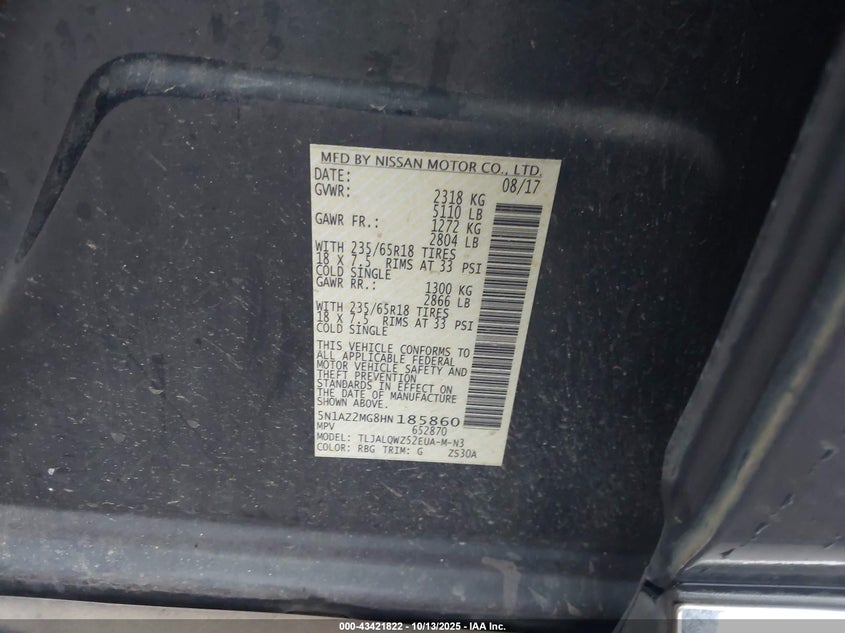 MFD BY NISSAN MOTOR CO., LTD.
DATE: 08/17
GVWR: 2318 KG
5110 LB
GAWR FR.: 1272 KG
2804 LB
WITH 235/65R18 TIRES
18 X 7.5 RIMS AT 33 PSI
COLD SINGLE
GAWR RR.: 1300 KG
2866 LB
WITH 235/65R18 TIRES
18 X 7.5 RIMS AT 33 PSI
COLD SINGLE
THIS VEHICLE CONFORMS TO
ALL APPLICABLE FEDERAL
MOTOR VEHICLE SAFETY AND
THEFT PREVENTION
STANDARDS IN EFFECT ON
THE DATE OF MANUFACTURE
SHOWN ABOVE.
5N1AZ2MG8HN185860
MPV 652870
MODEL: TLJALQWZ52EUA-M-N3
COLOR: RBG TRIM: G ZS30A
000-43421822 - 10/13/2025 - IAA Inc.